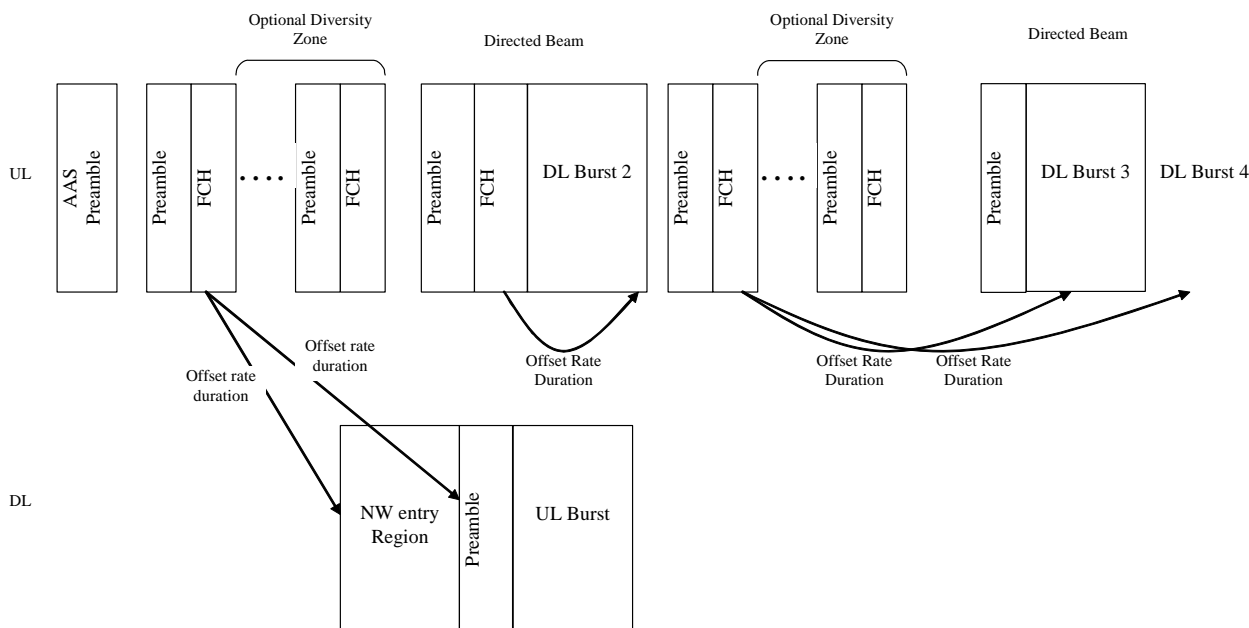 Optional Diversity
Zone
Directed Beam
Optional Diversity
Zone
Directed Beam
UL
AAS
Preamble
Preamble
FCH
....
Preamble
FCH
Preamble
FCH
DL Burst 2
Preamble
FCH
....
Preamble
FCH
Preamble
DL Burst 3
DL Burst 4
Offset rate
duration
Offset rate
duration
Offset Rate
Duration
Offset Rate
Duration
Offset Rate
Duration
DL
NW entry
Region
Preamble
UL Burst